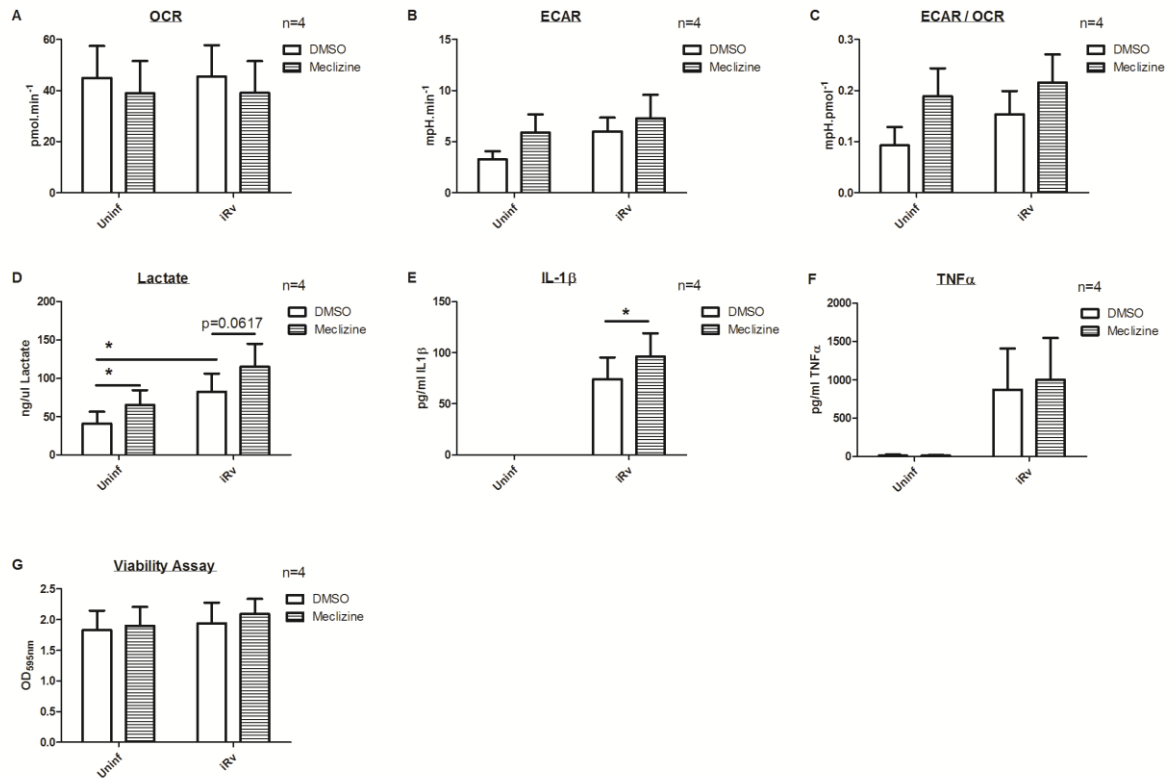 A
OCR
n=4
DMSO
Meclizine
pmol.min⁻¹
60
40
20
0
Uninf
iRv
B
ECAR
n=4
DMSO
Meclizine
mpH.min⁻¹
15
10
5
0
Uninf
iRv
C
ECAR / OCR
n=4
DMSO
Meclizine
mpH.pmol⁻¹
0.3
0.2
0.1
0.0
Uninf
iRv
D
Lactate
n=4
DMSO
Meclizine
ng/ul Lactate
200
150
100
50
0
p=0.0617
*
*
Uninf
iRv
E
IL-1β
n=4
DMSO
Meclizine
pg/ml IL1β
150
100
50
0
*
Uninf
iRv
F
TNFα
n=4
DMSO
Meclizine
pg/ml TNFα
2000
1500
1000
500
0
Uninf
iRv
G
Viability Assay
n=4
DMSO
Meclizine
OD595nm
2.5
2.0
1.5
1.0
0.5
0.0
Uninf
iRv